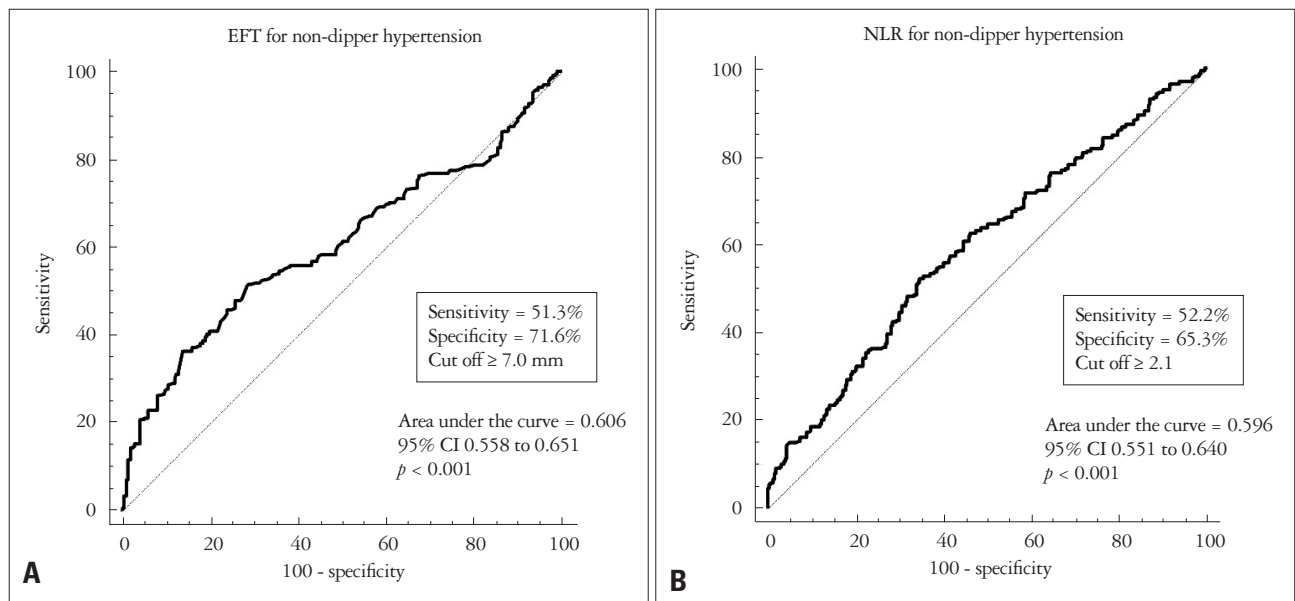 EFT for non-dipper hypertension
100
80
60
40
20
0
Sensitivity
Sensitivity = 51.3%
Specificity = 71.6%
Cut off ≥ 7.0 mm
Area under the curve = 0.606
95% CI 0.558 to 0.651
p < 0.001
0 20 40 60 80 100
100 - specificity
A
NLR for non-dipper hypertension
100
80
60
40
20
0
Sensitivity
Sensitivity = 52.2%
Specificity = 65.3%
Cut off ≥ 2.1
Area under the curve = 0.596
95% CI 0.551 to 0.640
p < 0.001
0 20 40 60 80 100
100 - specificity
B